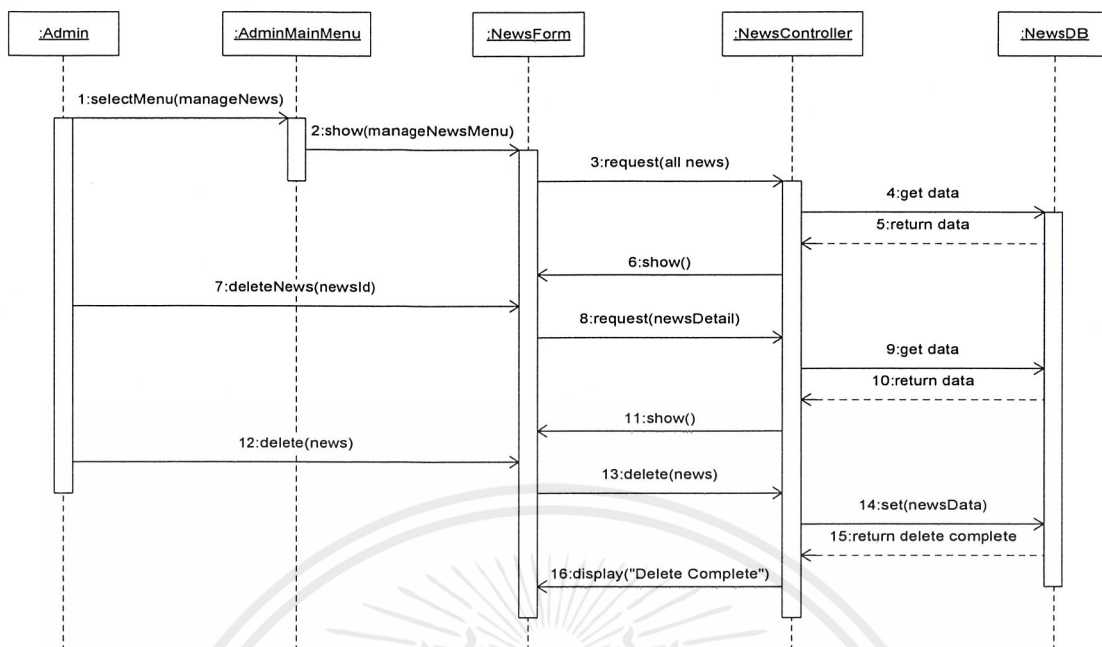 :Admin
:AdminMainMenu
:NewsForm
:NewsController
:NewsDB
1:selectMenu(manageNews)
2:show(manageNewsMenu)
3:request(all news)
4:get data
5:return data
6:show()
7:deleteNews(newsId)
8:request(newsDetail)
9:get data
10:return data
11:show()
12:delete(news)
13:delete(news)
14:set(newsData)
15:return delete complete
16:display("Delete Complete")